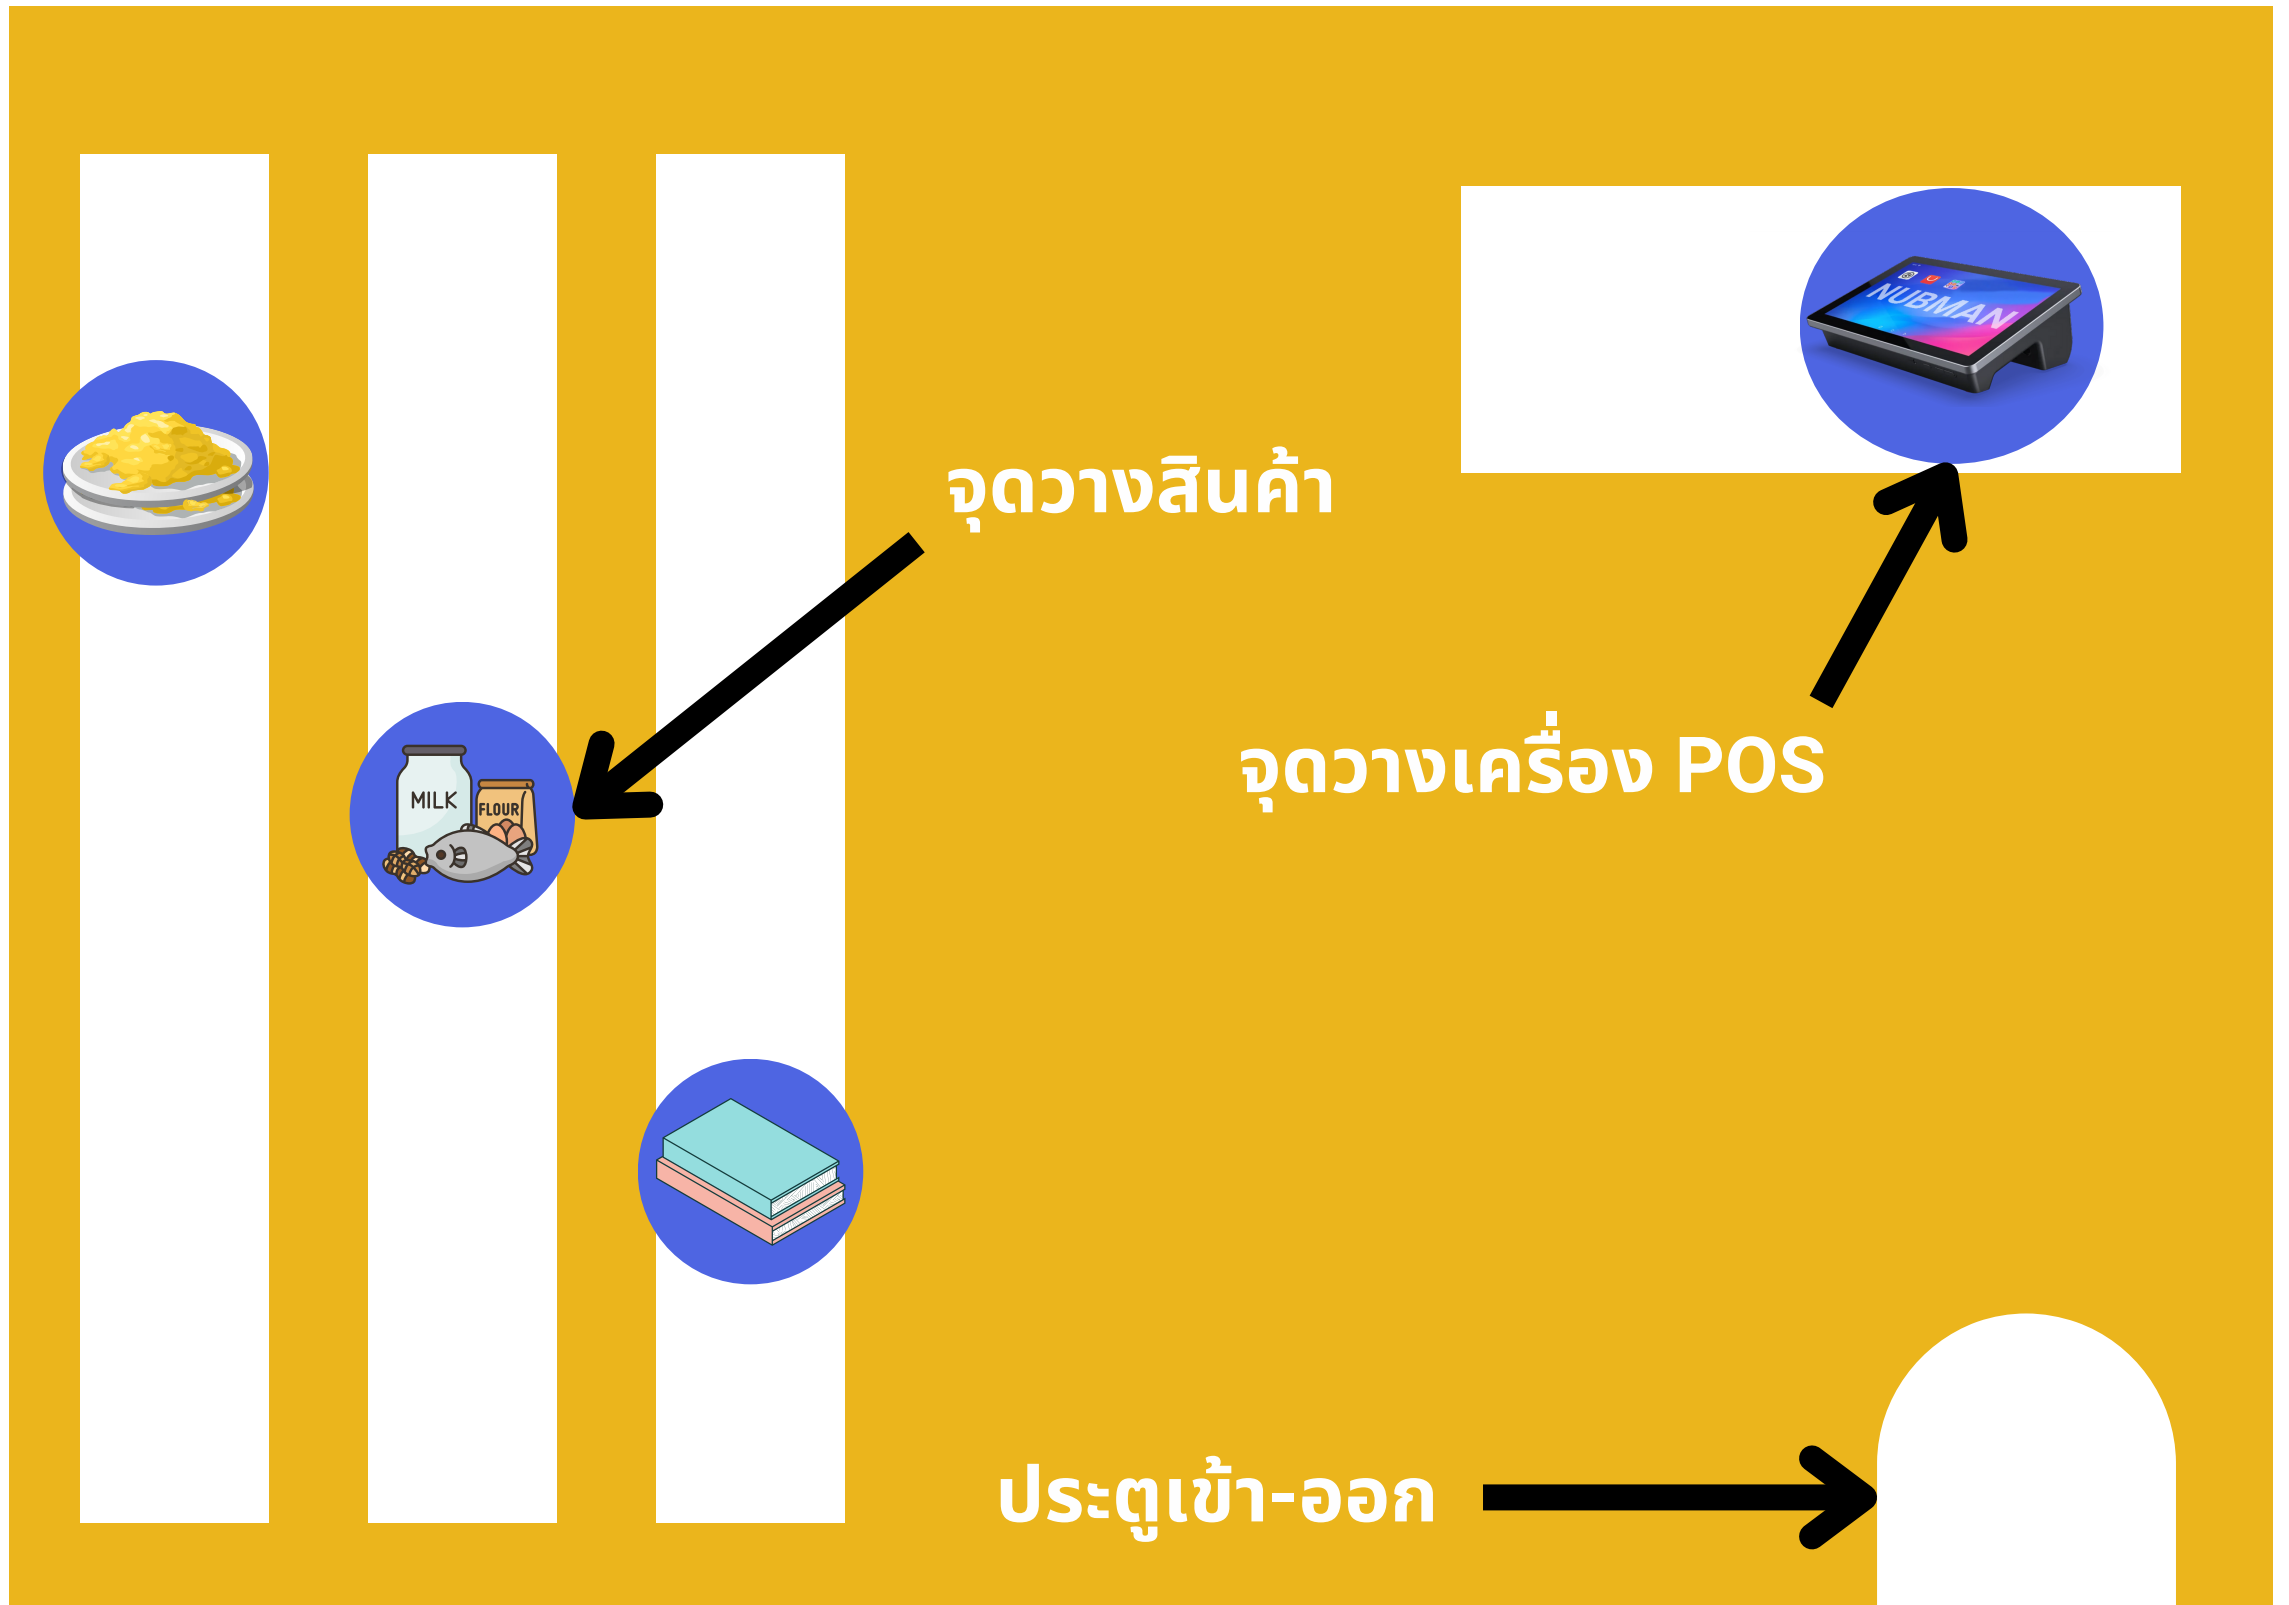 NUBMAN
จุดวางสินค้า
จุดวางเครื่อง POS
MILK
FLOUR
ประตูเข้า-ออก